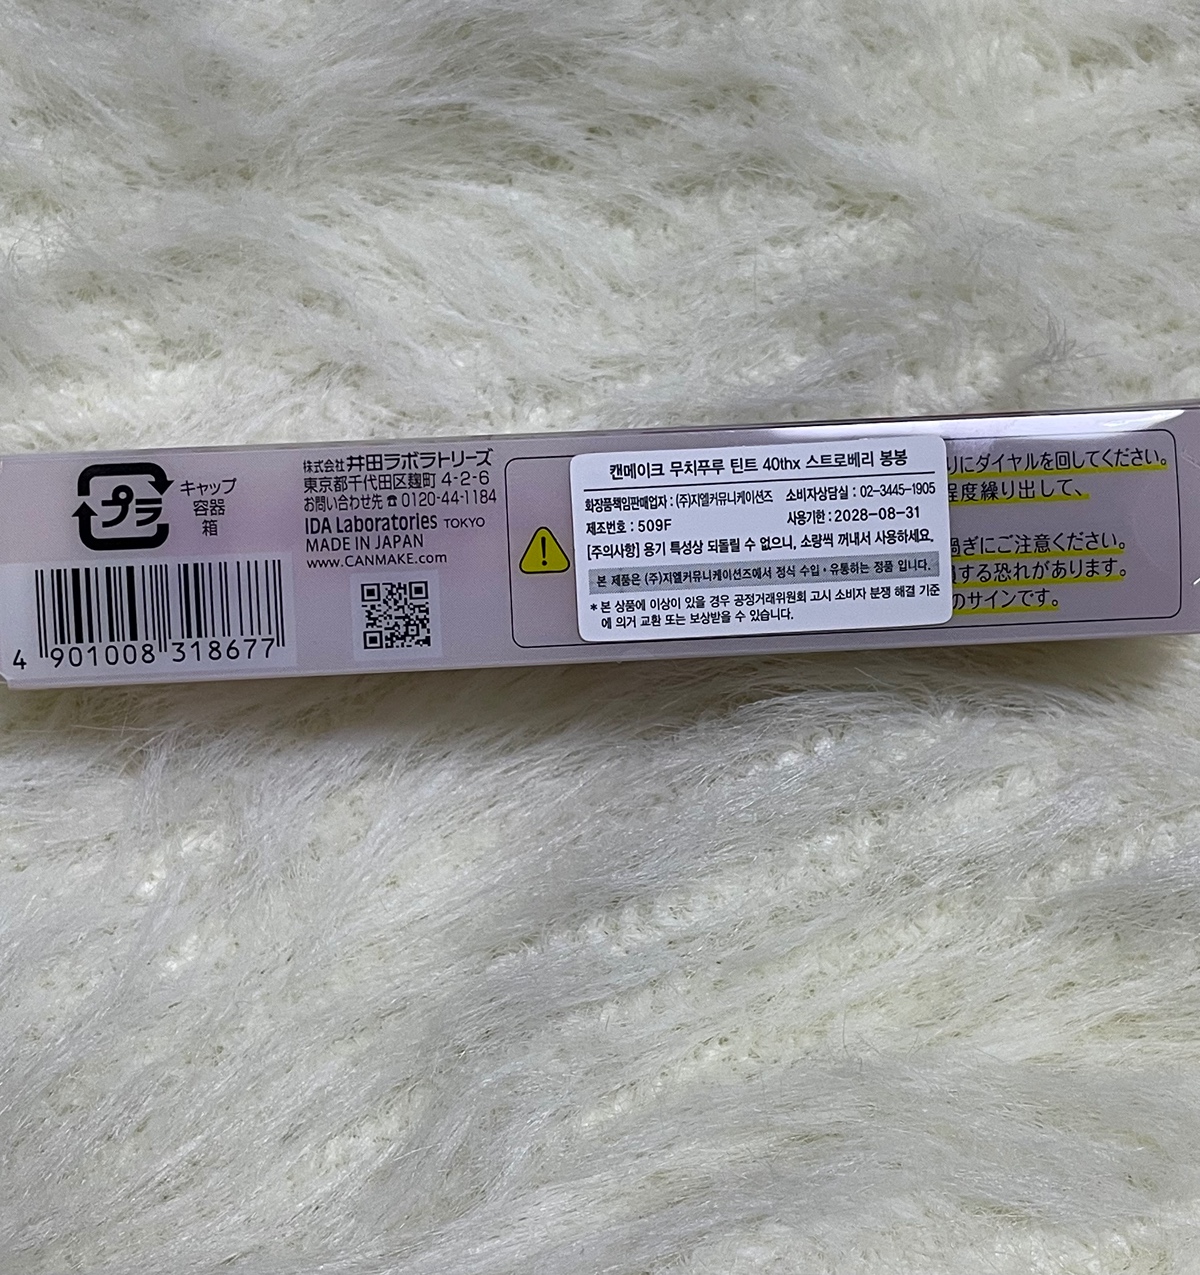 プラ
キャップ
容器
箱
4 901008 318677
株式会社 井田ラボラトリーズ
東京都千代田区麹町 4-2-6
お問い合わせ先 ☎ 0120-44-1184
IDA Laboratories TOKYO
MADE IN JAPAN
www.CANMAKE.com
캔메이크 무치푸루 틴트 40thx 스트로베리 봉봉
화장품책임판매업자 : (주)지엘커뮤니케이션즈 소비자상담실 : 02-3445-1905
제조번호 : 509F 사용기한 : 2028-08-31
[주의사항] 용기 특성상 되돌릴 수 없으니, 소량씩 꺼내서 사용하세요.
본 제품은 (주)지엘커뮤니케이션즈에서 정식 수입・유통하는 정품 입니다.
* 본 상품에 이상이 있을 경우 공정거래위원회 고시 소비자 분쟁 해결 기준
에 의거 교환 또는 보상받을 수 있습니다.
りにダイヤルを回してください。
程度繰り出して、
過ぎにご注意ください。
する恐れがあります。
のサインです。